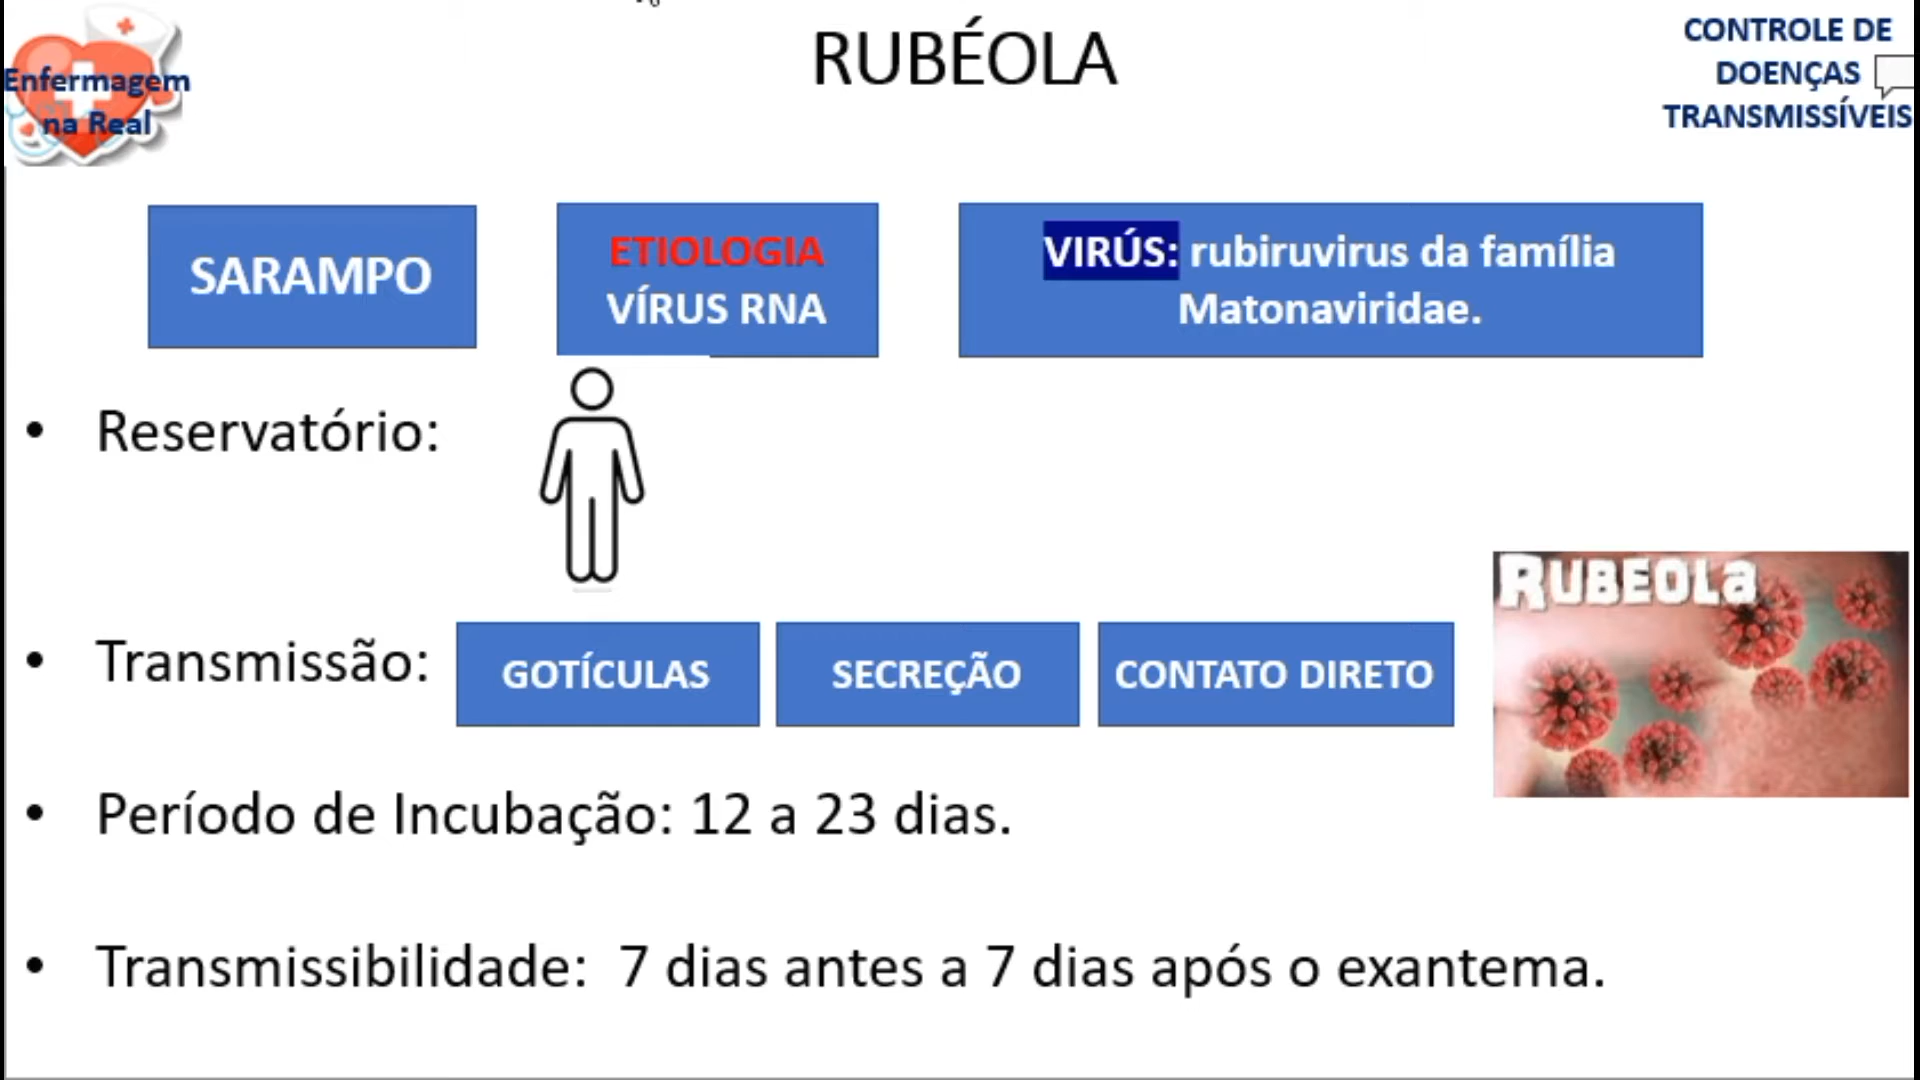 Enfermagem
na Real
RUBÉOLA
CONTROLE DE
DOENÇAS
TRANSMISSÍVEIS
SARAMPO
ETIOLOGIA
VÍRUS RNA
VIRÚS: rubiruvirus da família
Matonaviridae.
• Reservatório:
• Transmissão:
GOTÍCULAS
SECREÇÃO
CONTATO DIRETO
RUBEOLa
• Período de Incubação: 12 a 23 dias.
• Transmissibilidade: 7 dias antes a 7 dias após o exantema.